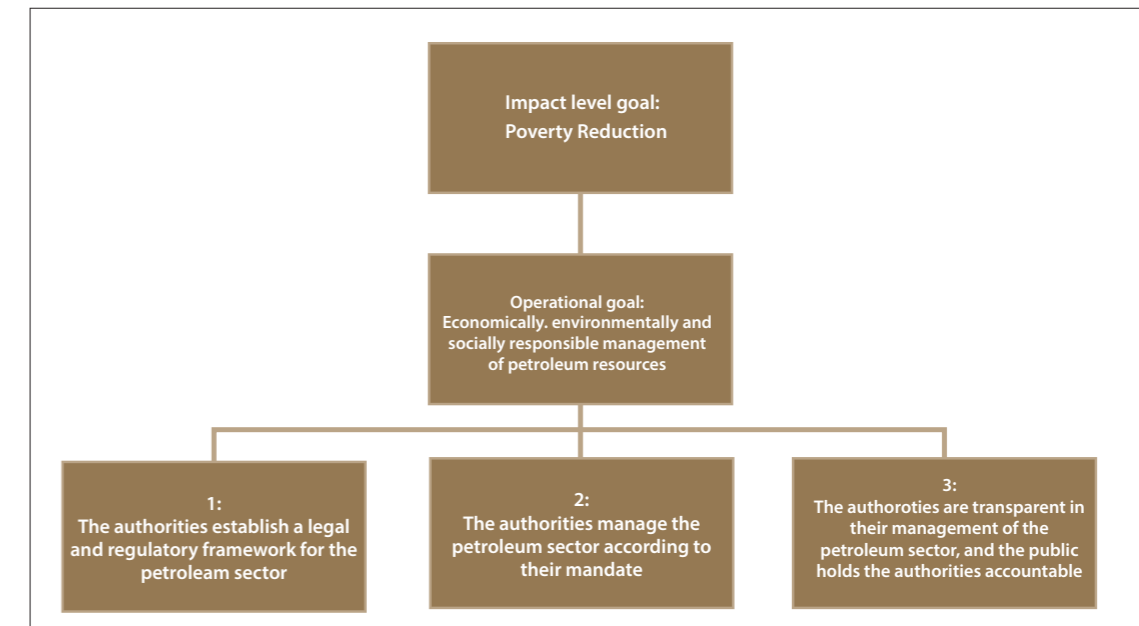 Impact level goal:
Poverty Reduction
Operational goal:
Economically. environmentally and
socially responsible management
of petroleum resources
1:
The authorities establish a legal
and regulatory framework for the
petroleam sector
2:
The authorities manage the
petroleum sector according to
their mandate
3:
The authoroties are transparent in
their management of the
petroleum sector, and the public
holds the authorities accountable